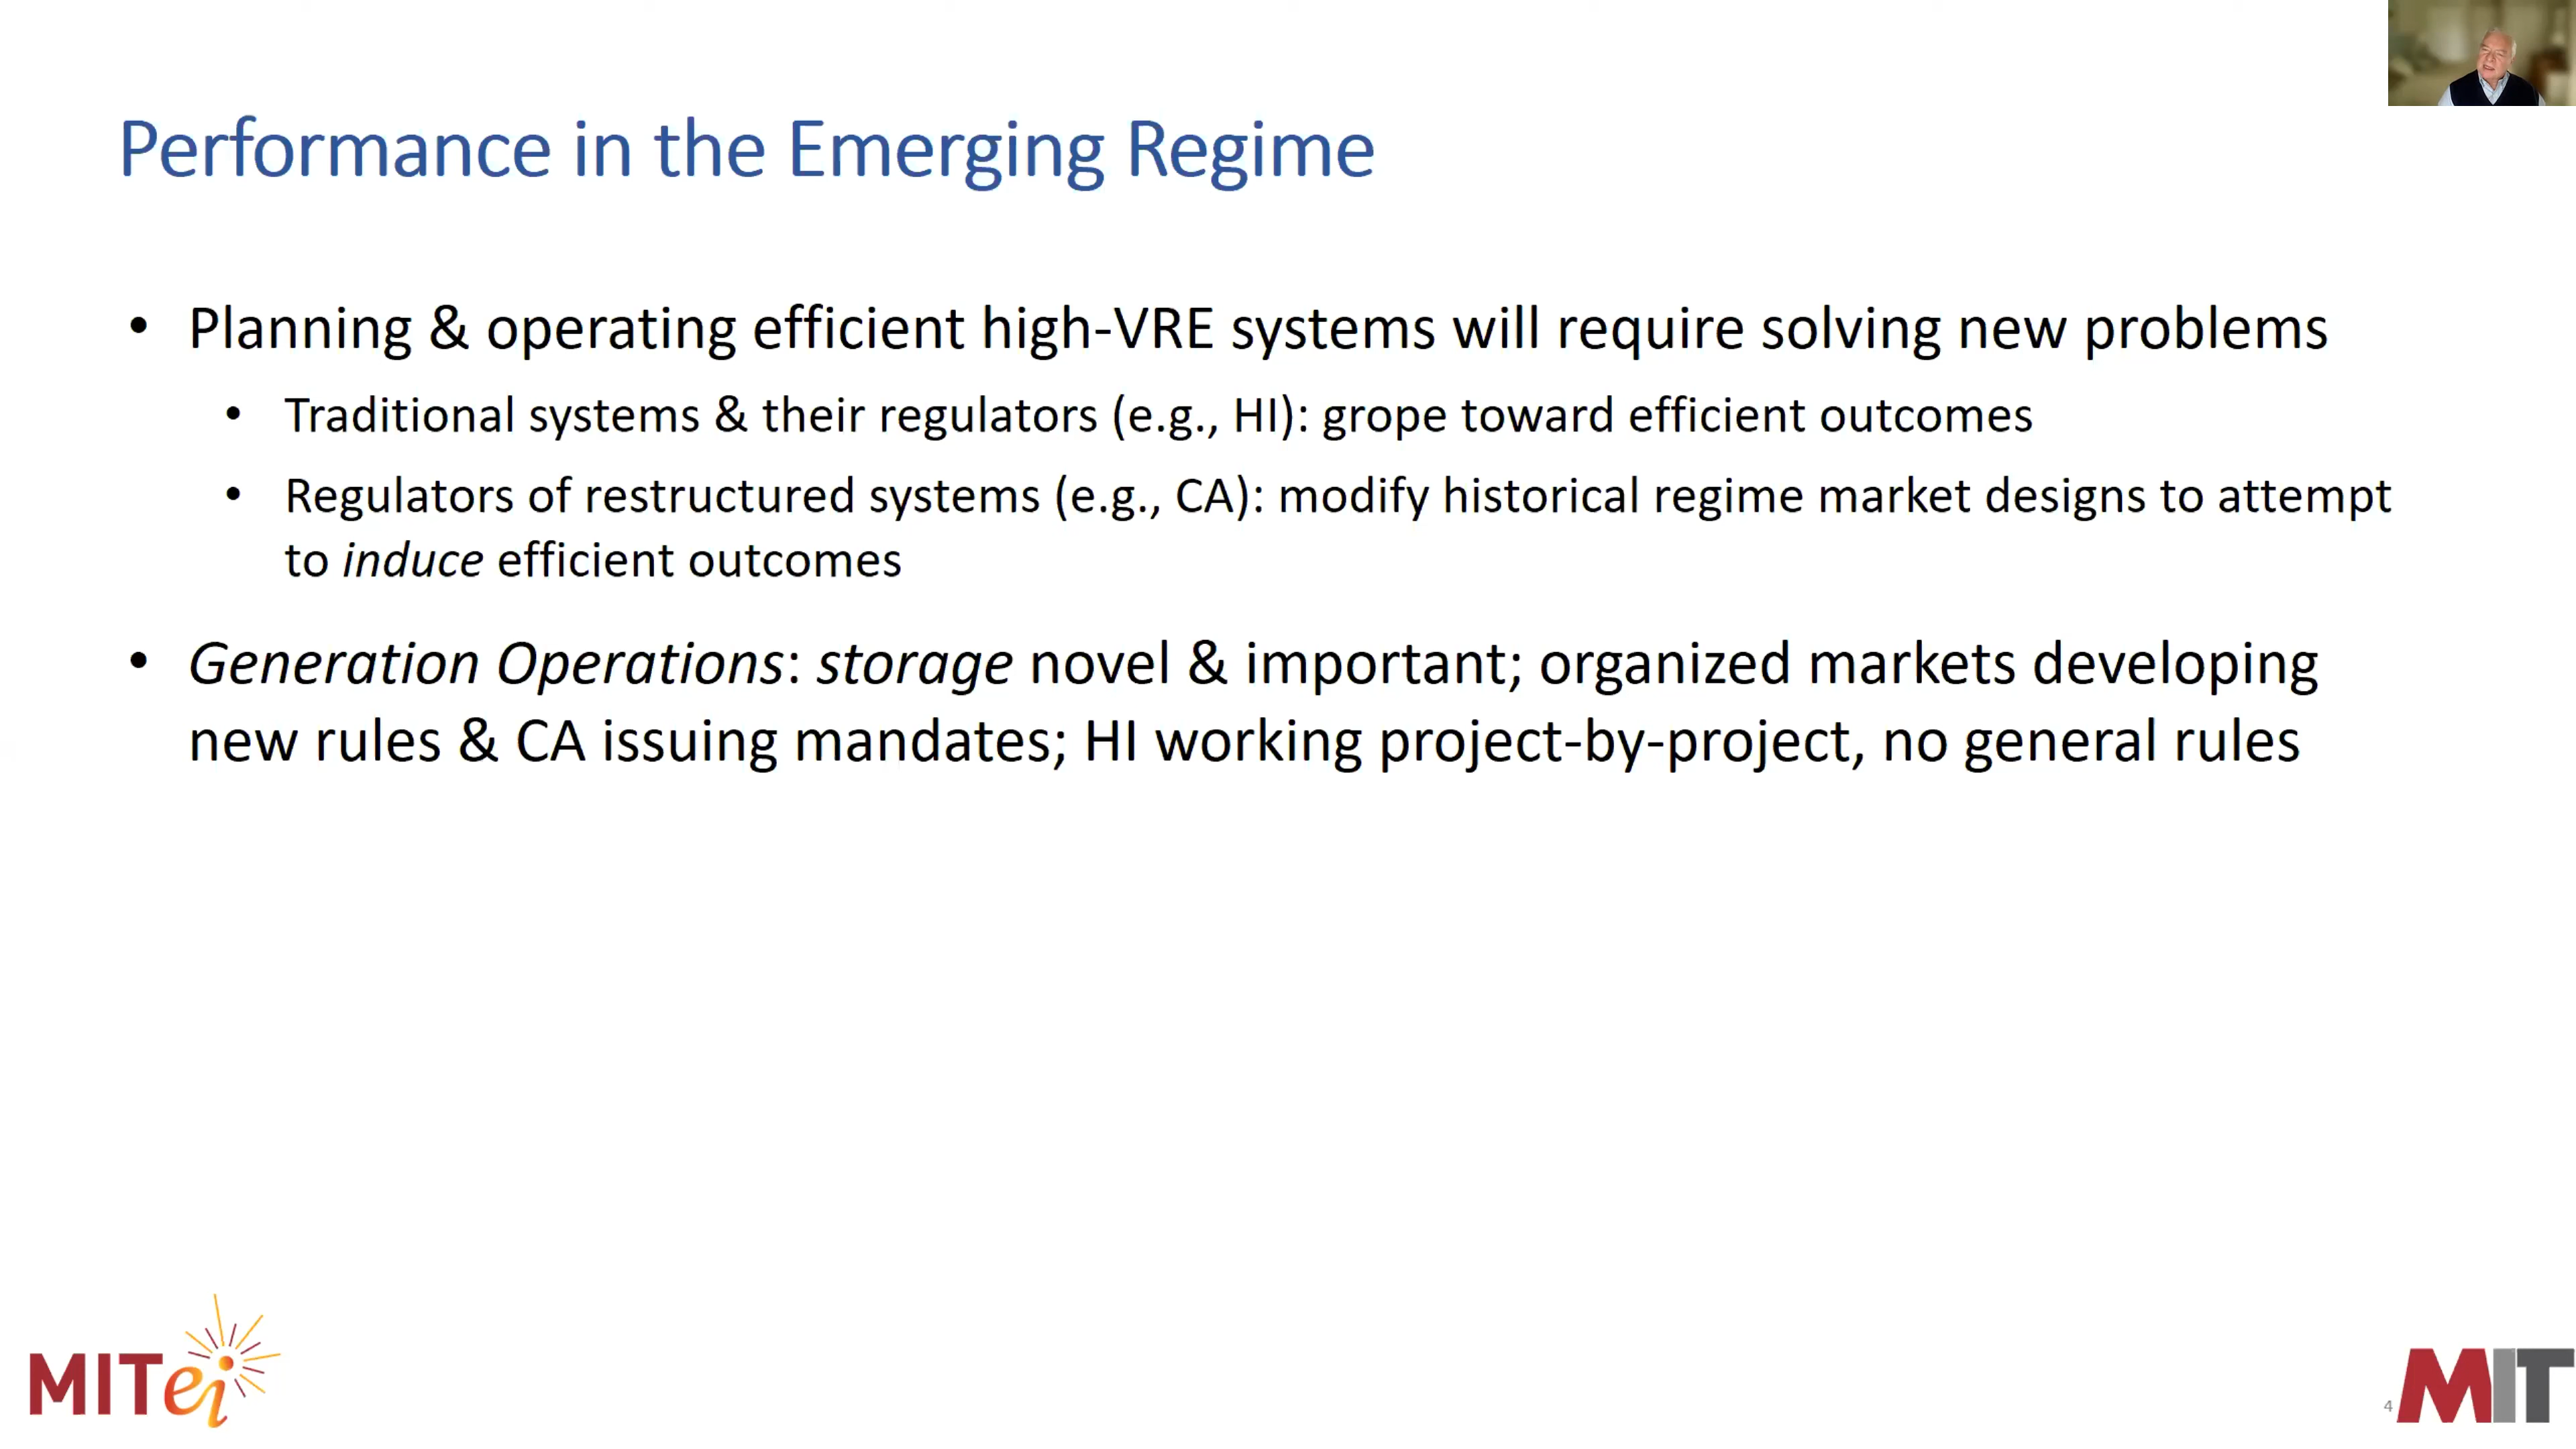 Performance in the Emerging Regime
• Planning & operating efficient high-VRE systems will require solving new problems
• Traditional systems & their regulators (e.g., HI): grope toward efficient outcomes
• Regulators of restructured systems (e.g., CA): modify historical regime market designs to attempt
to induce efficient outcomes
• Generation Operations: storage novel & important; organized markets developing
new rules & CA issuing mandates; HI working project-by-project, no general rules
MITei
4
MIT